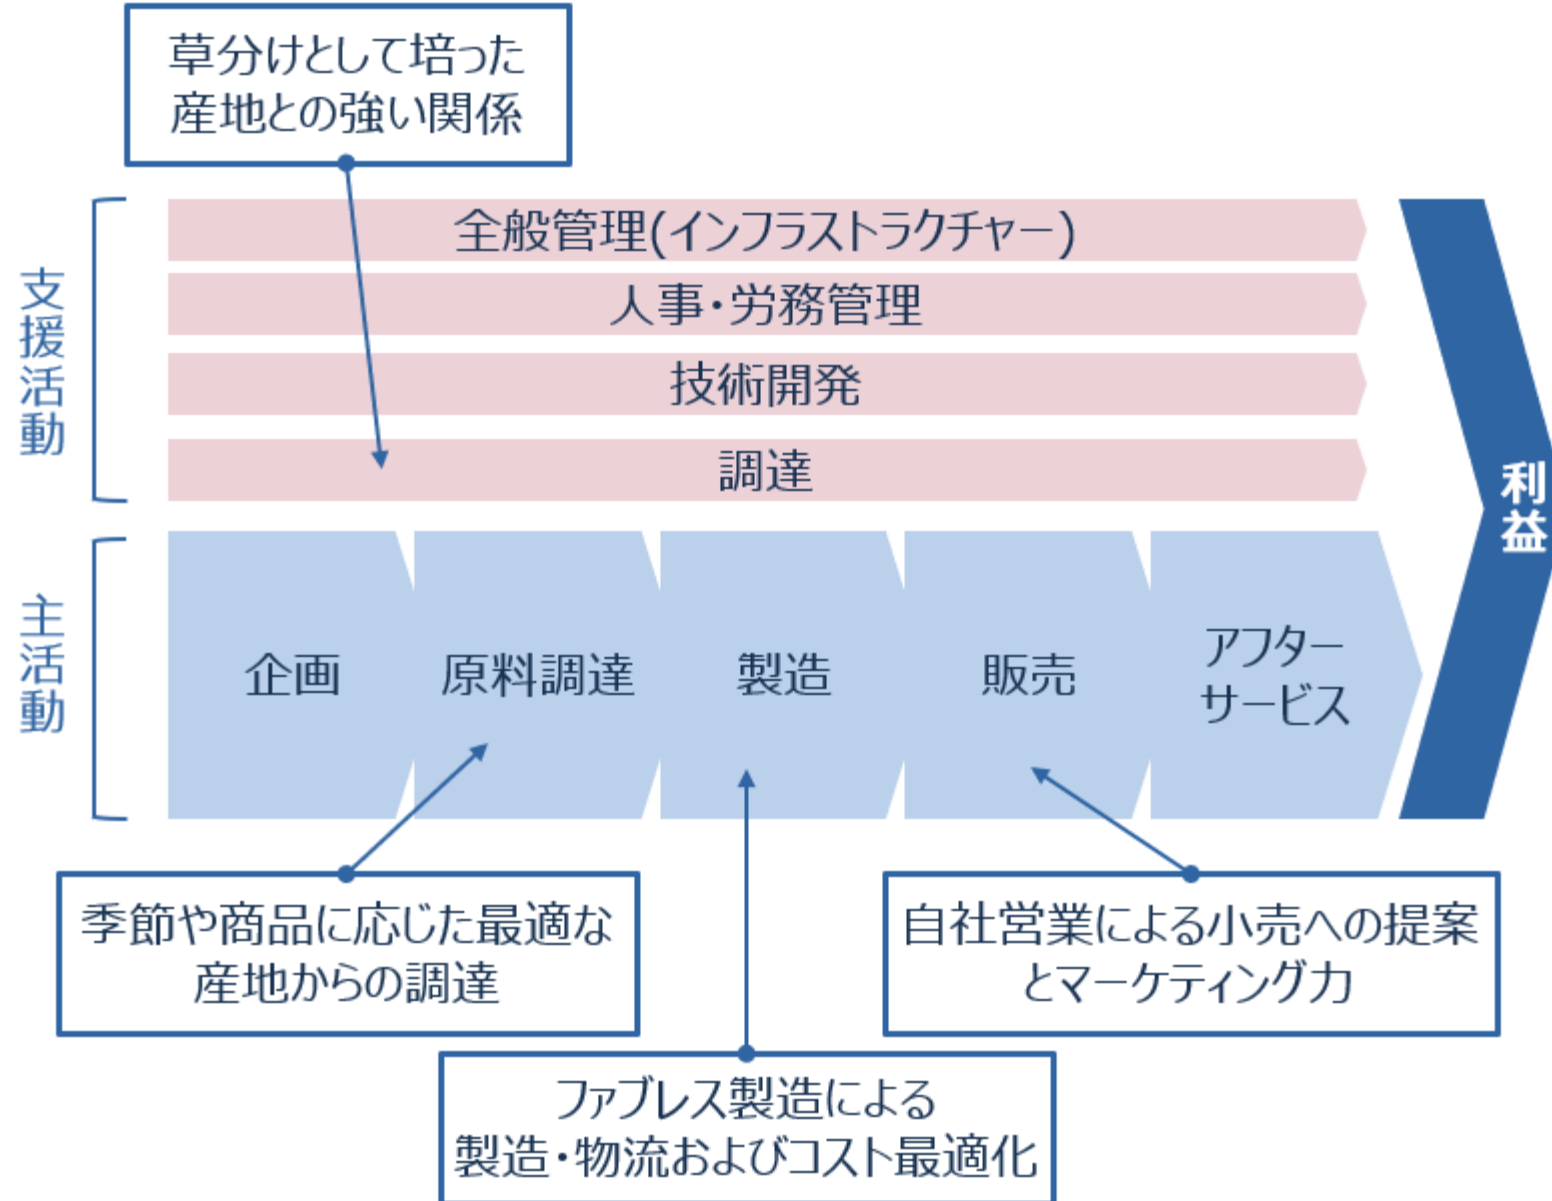 草分けとして培った
産地との強い関係
支援活動
全般管理(インフラストラクチャー)
人事・労務管理
技術開発
調達
利益
主活動
企画
原料調達
製造
販売
アフター
サービス
季節や商品に応じた最適な
産地からの調達
自社営業による小売への提案
とマーケティング力
ファブレス製造による
製造・物流およびコスト最適化